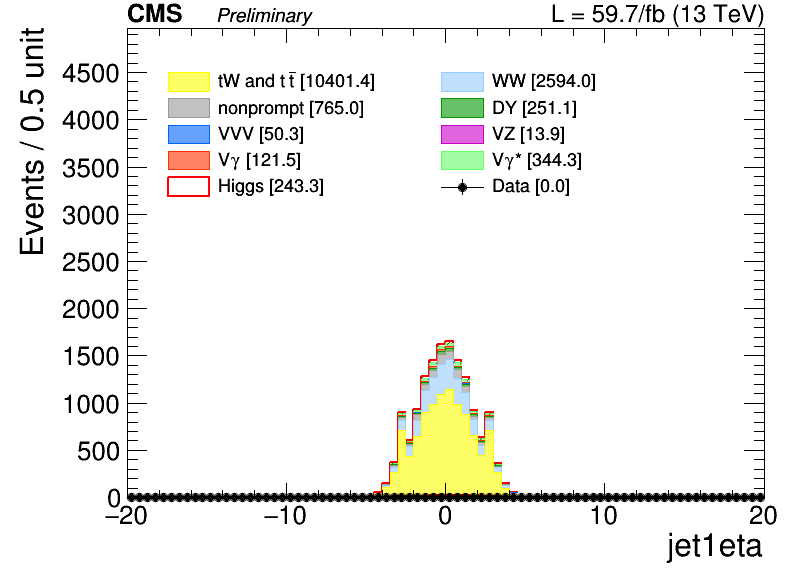 CMS Preliminary L = 59.7/fb (13 TeV)
Events / 0.5 unit
4500
4000
3500
3000
2500
2000
1500
1000
500
0
tW and tt̅ [10401.4] WW [2594.0]
nonprompt [765.0] DY [251.1]
VVV [50.3] VZ [13.9]
Vγ [121.5] Vγ* [344.3]
Higgs [243.3] Data [0.0]
−20 −10 0 10 20
jet1eta